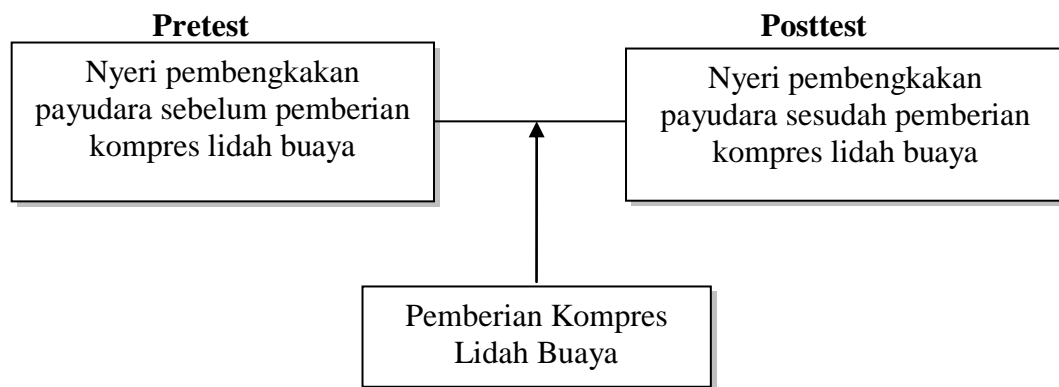 Pretest
Nyeri pembengkakan
payudara sebelum pemberian
kompres lidah buaya
Posttest
Nyeri pembengkakan
payudara sesudah pemberian
kompres lidah buaya
Pemberian Kompres
Lidah Buaya